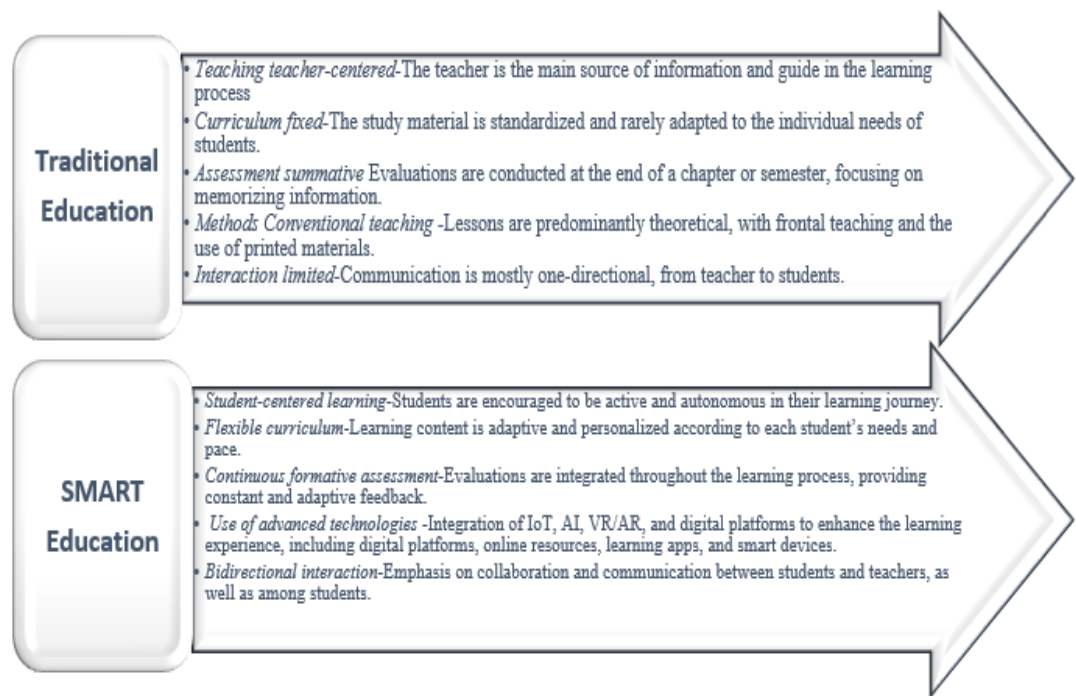 Traditional
Education
• Teaching teacher-centered-The teacher is the main source of information and guide in the learning
process
• Curriculum fixed-The study material is standardized and rarely adapted to the individual needs of
students.
• Assessment summative Evaluations are conducted at the end of a chapter or semester, focusing on
memorizing information.
• Methods Conventional teaching -Lessons are predominantly theoretical, with frontal teaching and the
use of printed materials.
• Interaction limited-Communication is mostly one-directional, from teacher to students.
SMART
Education
• Student-centered learning-Students are encouraged to be active and autonomous in their learning journey.
• Flexible curriculum-Learning content is adaptive and personalized according to each student’s needs and
pace.
• Continuous formative assessment-Evaluations are integrated throughout the learning process, providing
constant and adaptive feedback.
• Use of advanced technologies -Integration of IoT, AI, VR/AR, and digital platforms to enhance the learning
experience, including digital platforms, online resources, learning apps, and smart devices.
• Bidirectional interaction-Emphasis on collaboration and communication between students and teachers, as
well as among students.